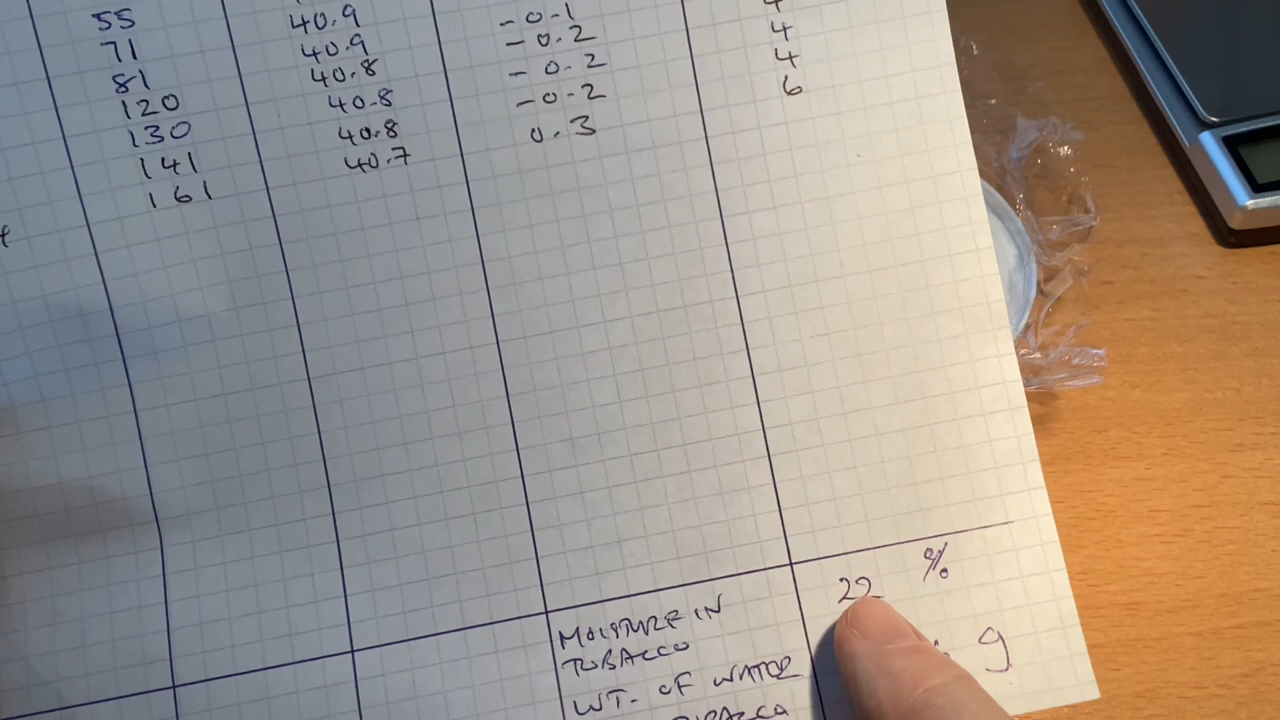 55 40.9 -0.1
71 40.9 -0.2 4
81 40.8 -0.2 4
120 40.8 -0.2 6
130 40.8 0.3
141 40.7
161
22 %
MOISTURE IN
TOBACCO
WT. OF WATER g
TOBACCO